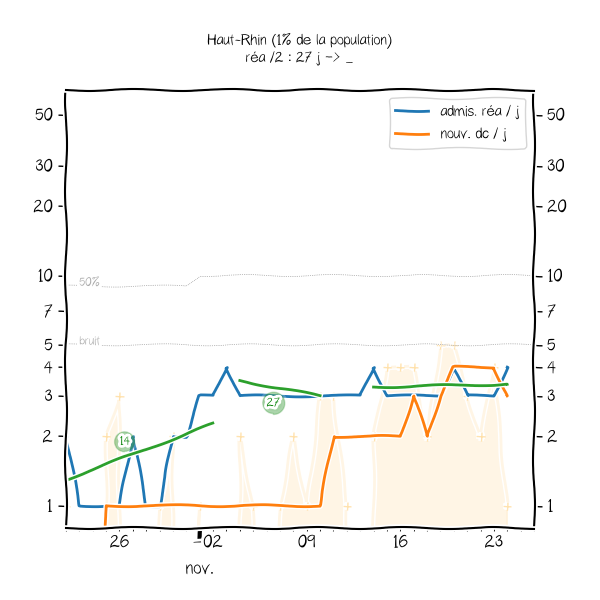 Haut-Rhin (1% de la population)
réa /2 : 27 j -> _
admis. réa / j
nouv. dc / j
50 50
30 30
20 20
10 10
50%
7 7
bruit
5 5
4 4
3 3
27
14
2 2
1 1
26 02 09 16 23
nov.